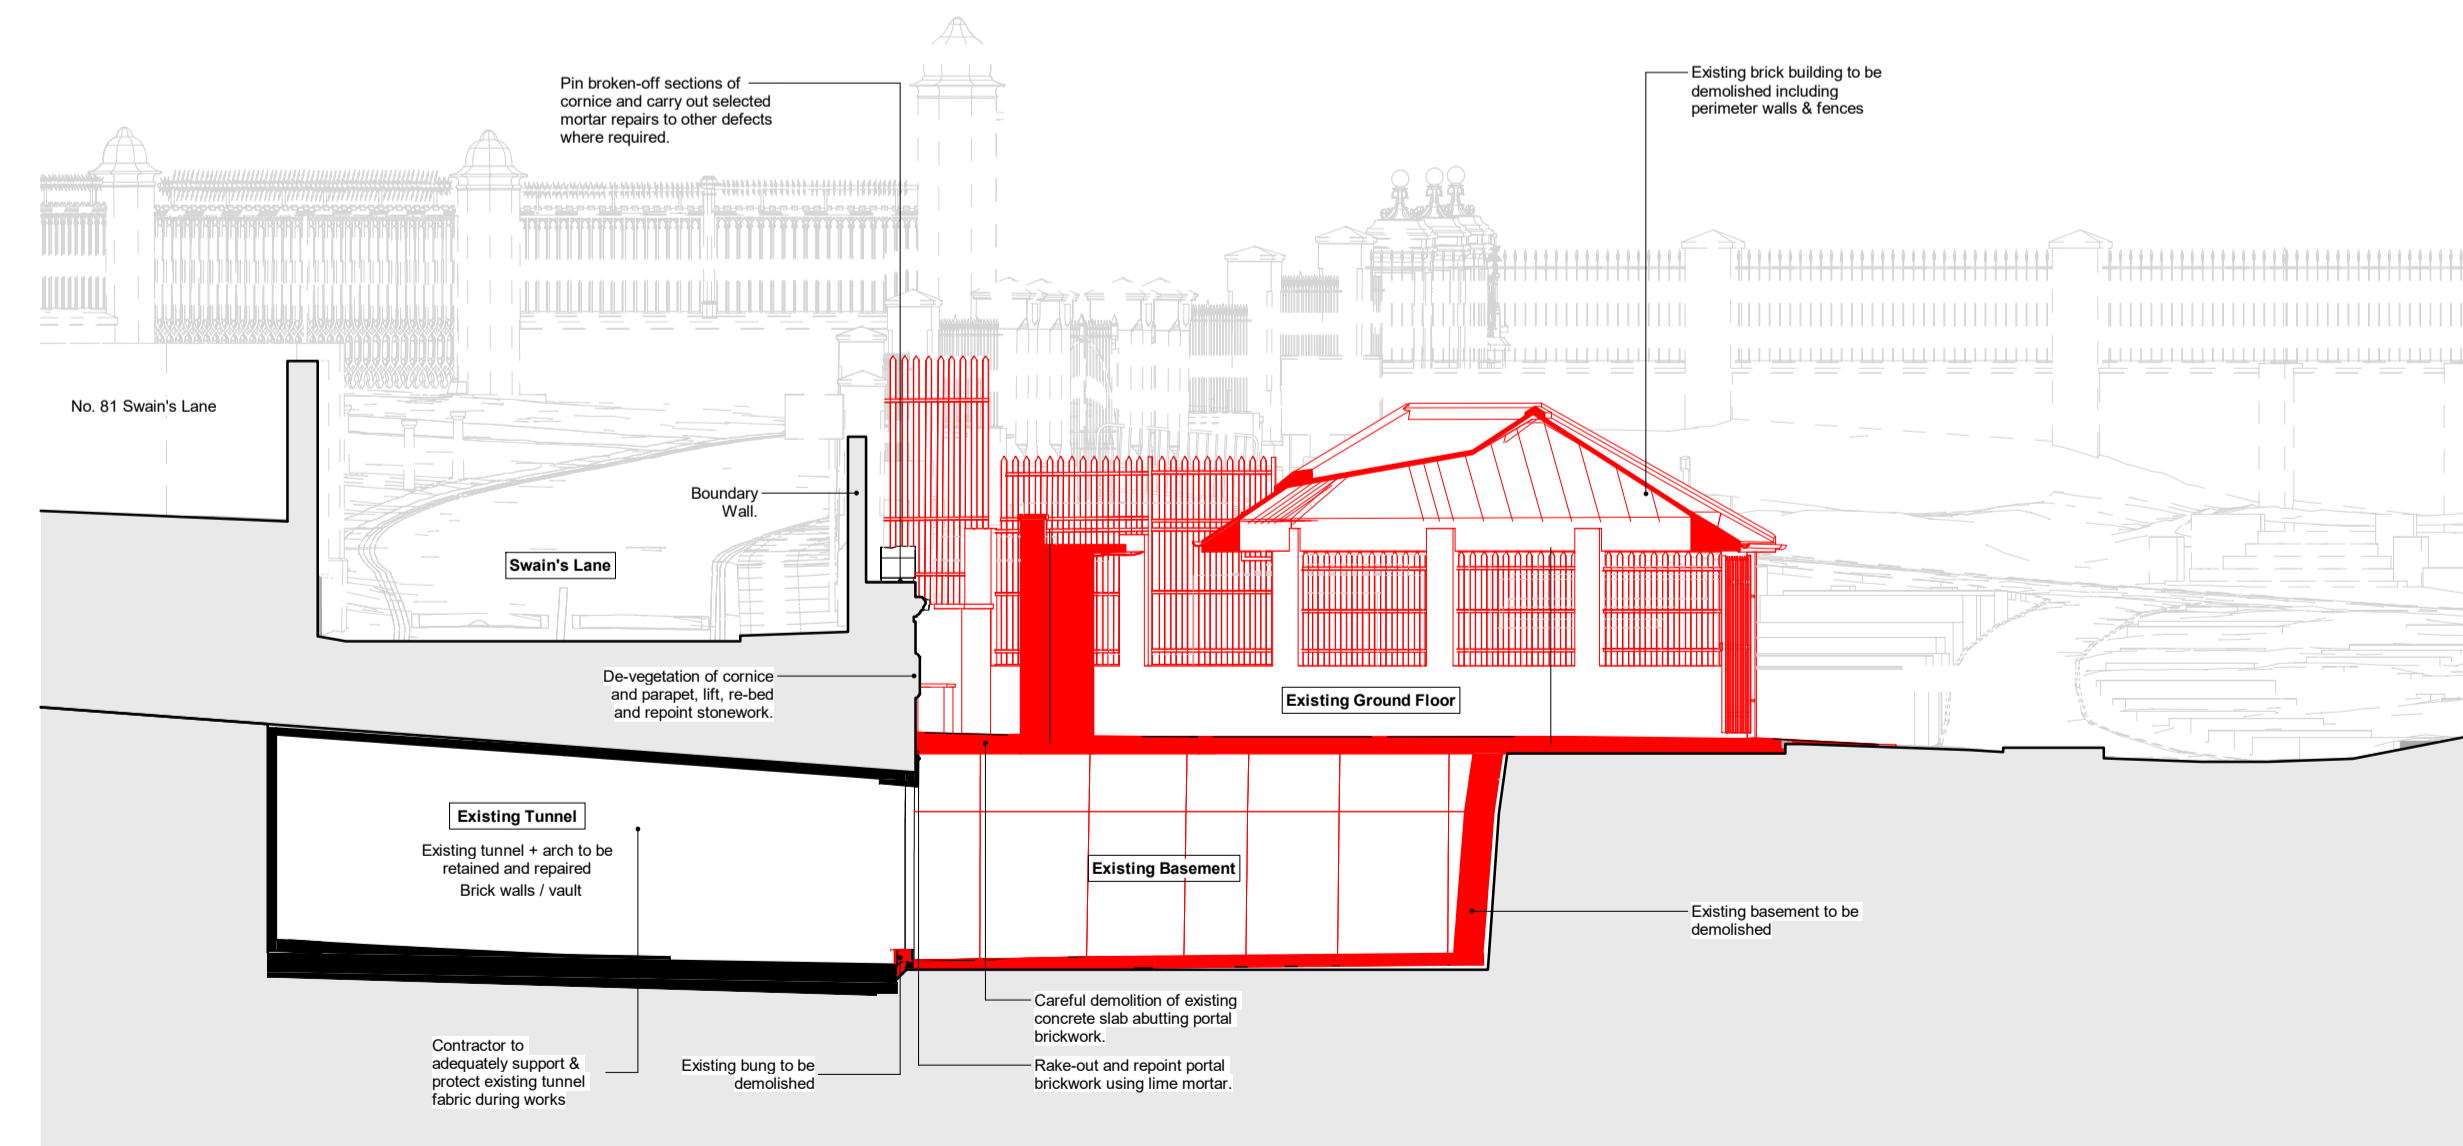 Pin broken-off sections of
cornice and carry out selected
mortar repairs to other defects
where required.
Existing brick building to be
demolished including
perimeter walls & fences
No. 81 Swain's Lane
Boundary
Wall.
Swain's Lane
De-vegetation of cornice
and parapet, lift, re-bed
and repoint stonework.
Existing Ground Floor
Existing Tunnel
Existing tunnel + arch to be
retained and repaired
Brick walls / vault
Existing Basement
Existing basement to be
demolished
Careful demolition of existing
concrete slab abutting portal
brickwork.
Contractor to
adequately support &
protect existing tunnel
fabric during works
Existing bung to be
demolished
Rake-out and repoint portal
brickwork using lime mortar.